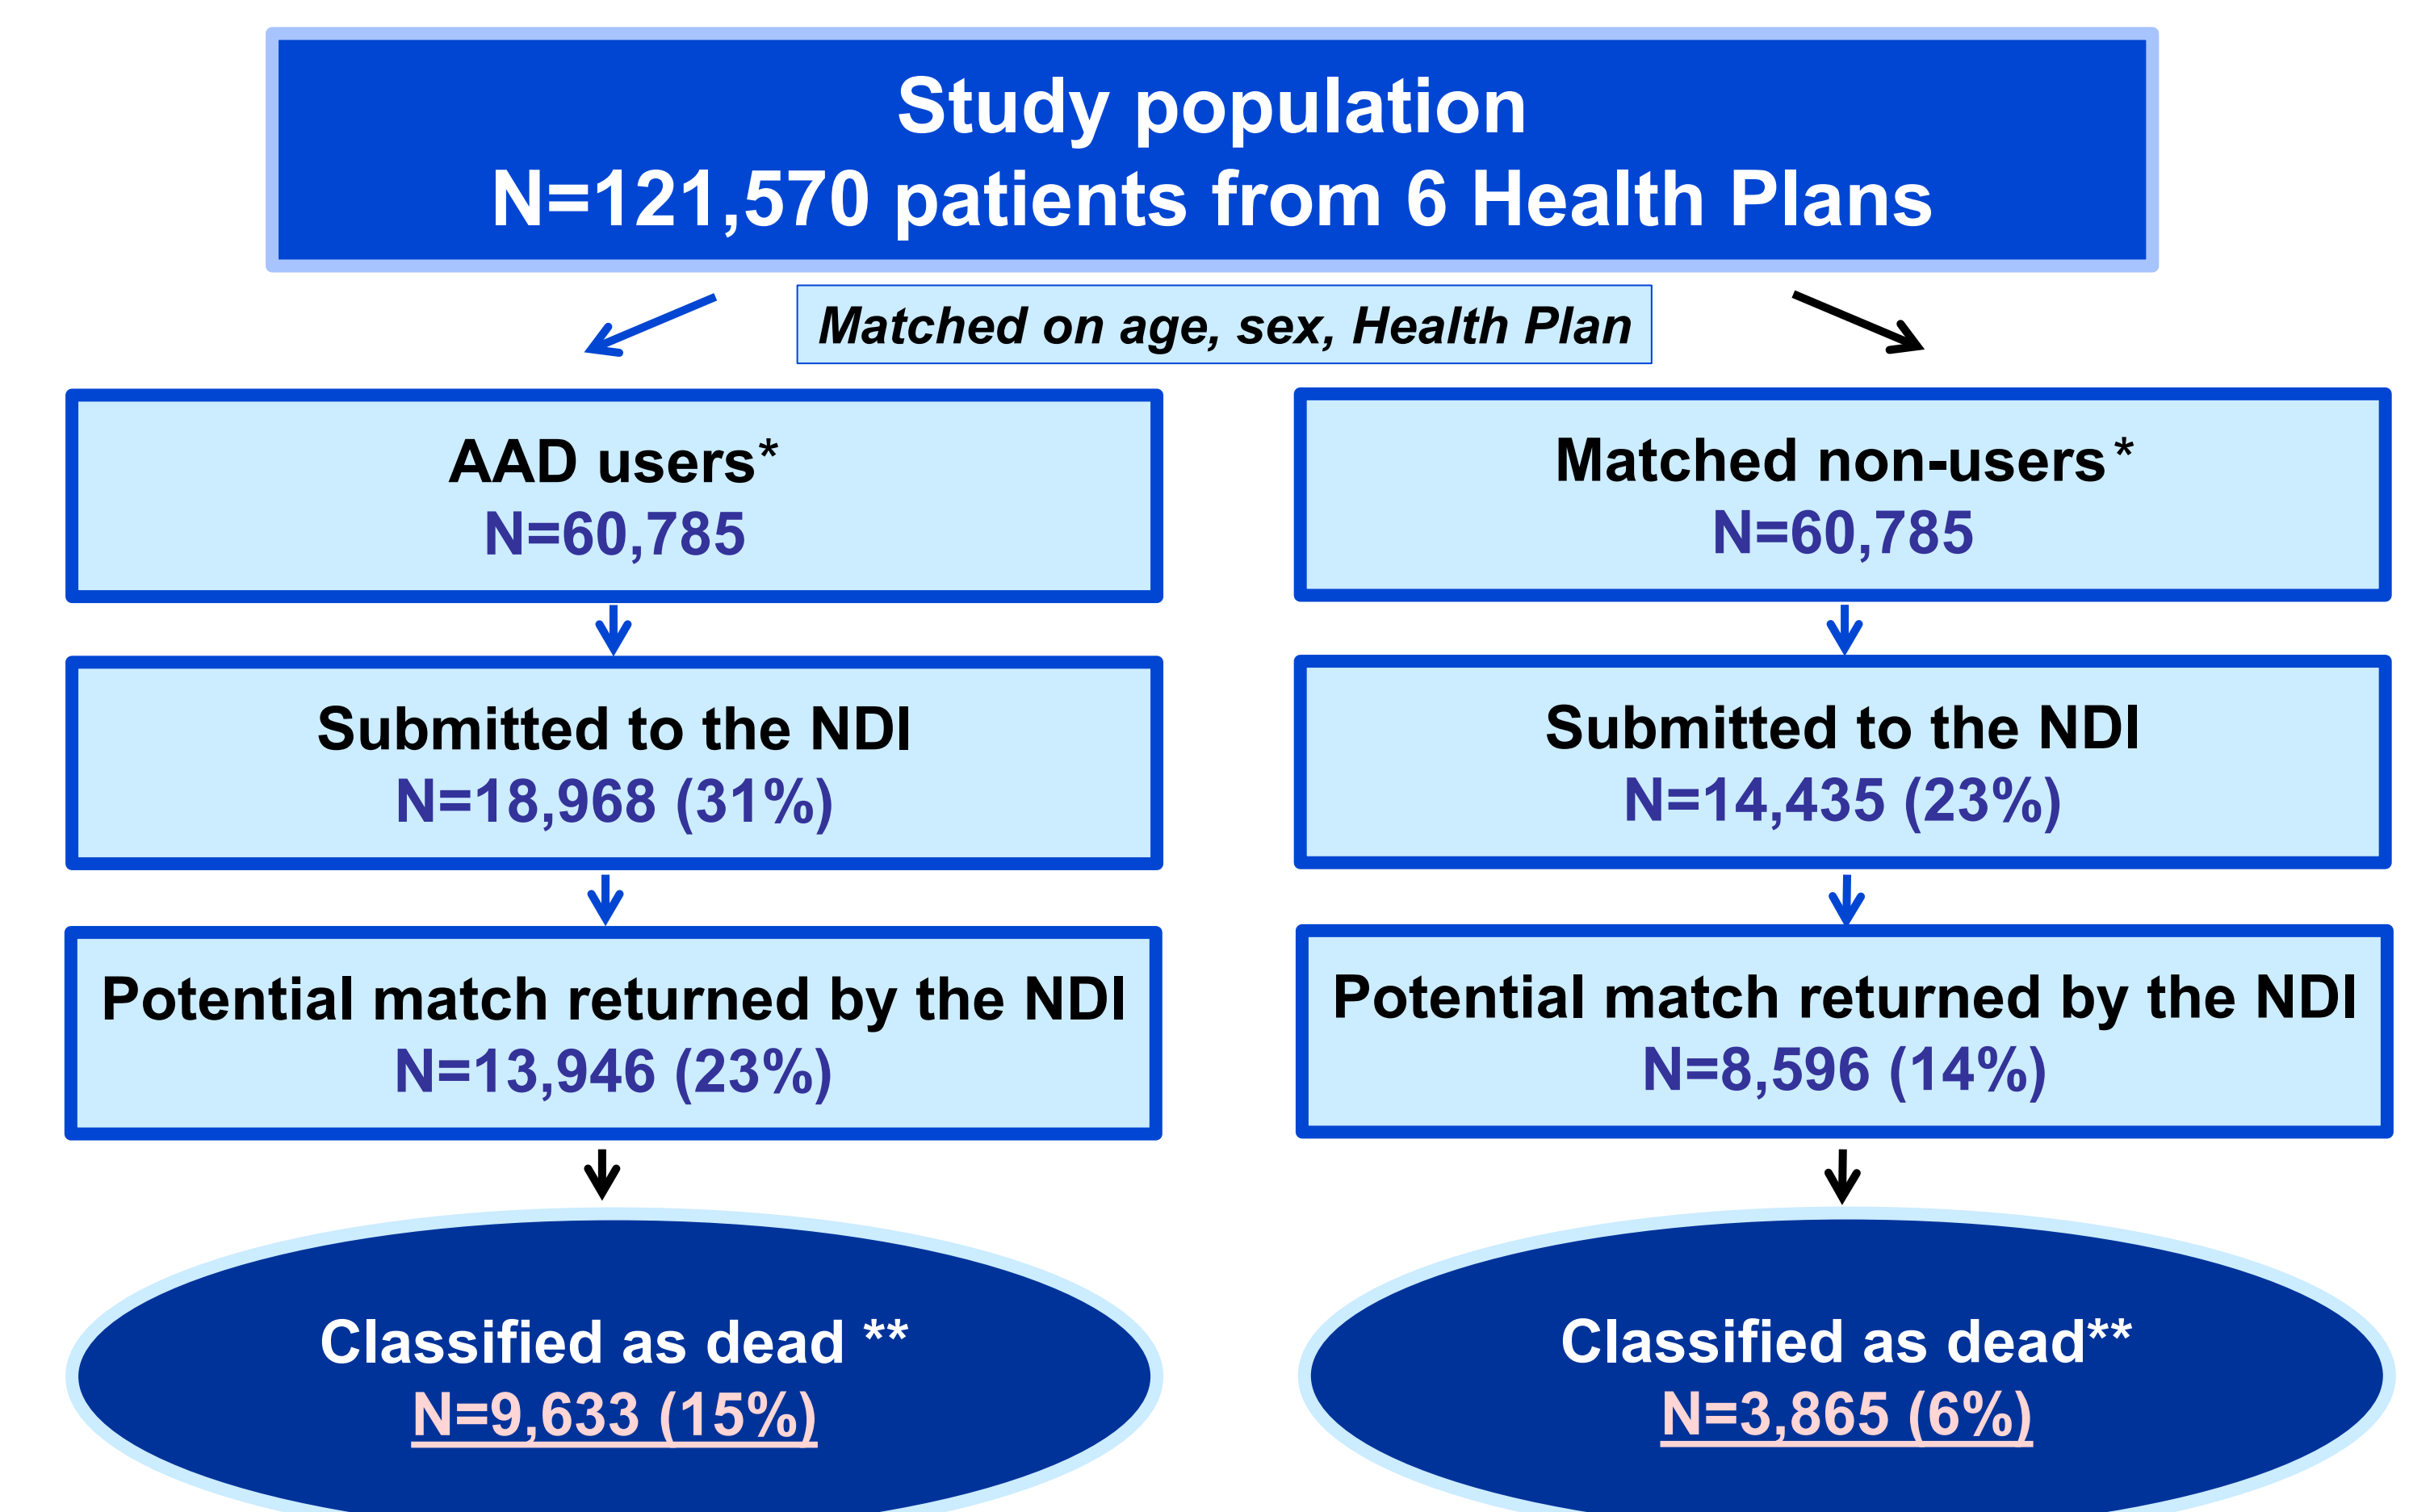 Study population
N=121,570 patients from 6 Health Plans
Matched on age, sex, Health Plan
AAD users*
N=60,785
Matched non-users*
N=60,785
Submitted to the NDI
N=18,968 (31%)
Submitted to the NDI
N=14,435 (23%)
Potential match returned by the NDI
N=13,946 (23%)
Potential match returned by the NDI
N=8,596 (14%)
Classified as dead **
N=9,633 (15%)
Classified as dead**
N=3,865 (6%)